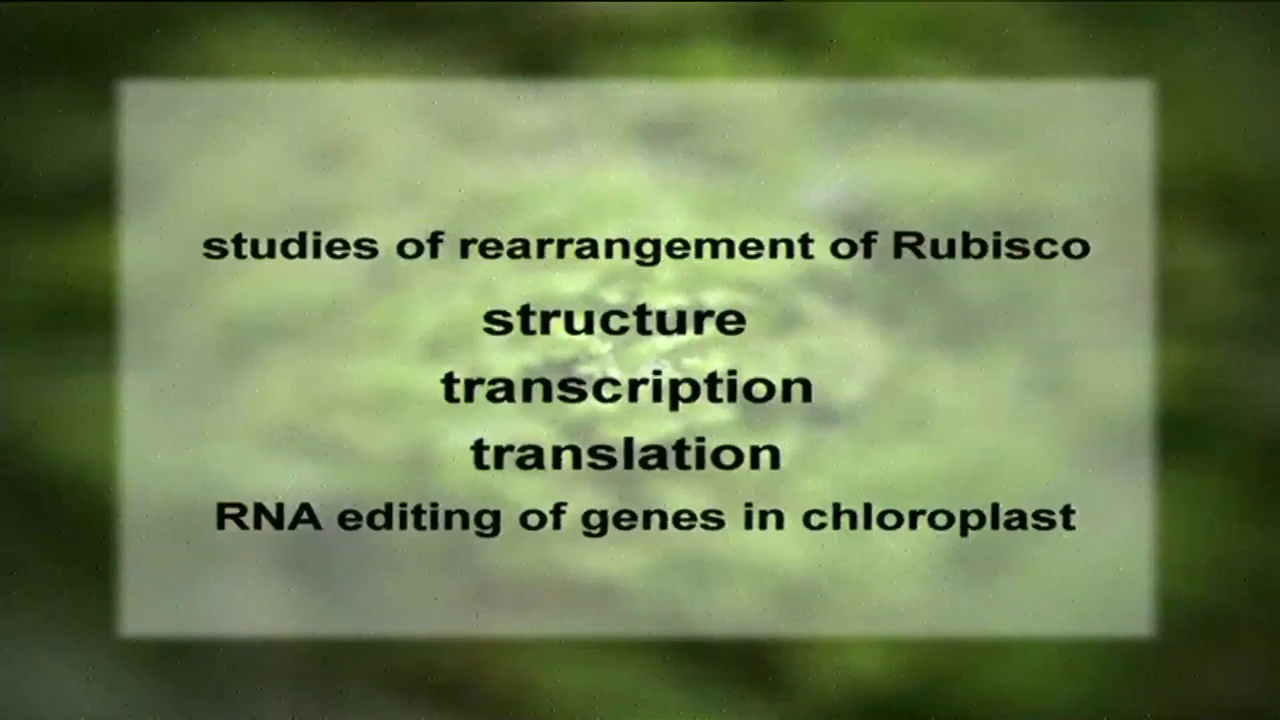 studies of rearrangement of Rubisco
structure
transcription
translation
RNA editing of genes in chloroplast